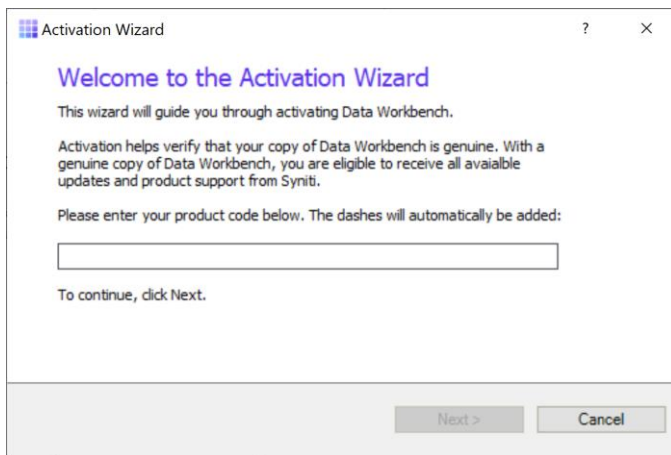 Activation Wizard
?
Welcome to the Activation Wizard
This wizard will guide you through activating Data Workbench.
Activation helps verify that your copy of Data Workbench is genuine. With a
genuine copy of Data Workbench, you are eligible to receive all avaialble
updates and product support from Syniti.
Please enter your product code below. The dashes will automatically be added:
To continue, click Next.
Next >
Cancel